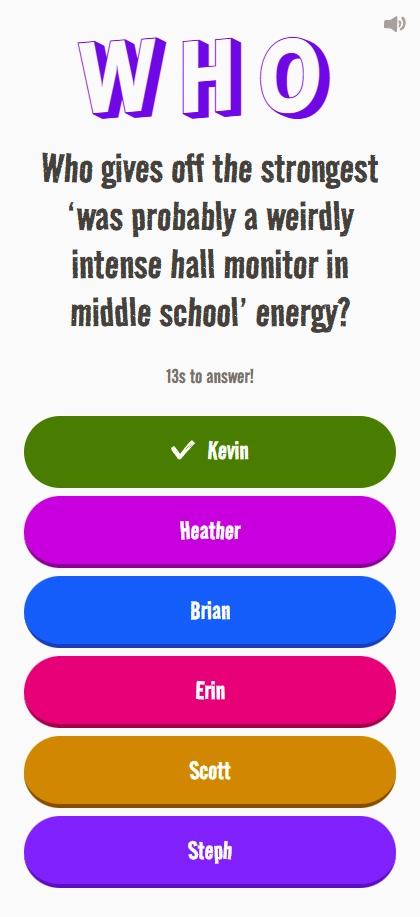 WHO
Who gives off the strongest
‘was probably a weirdly
intense hall monitor in
middle school’ energy?
13s to answer!
Kevin
Heather
Brian
Erin
Scott
Steph